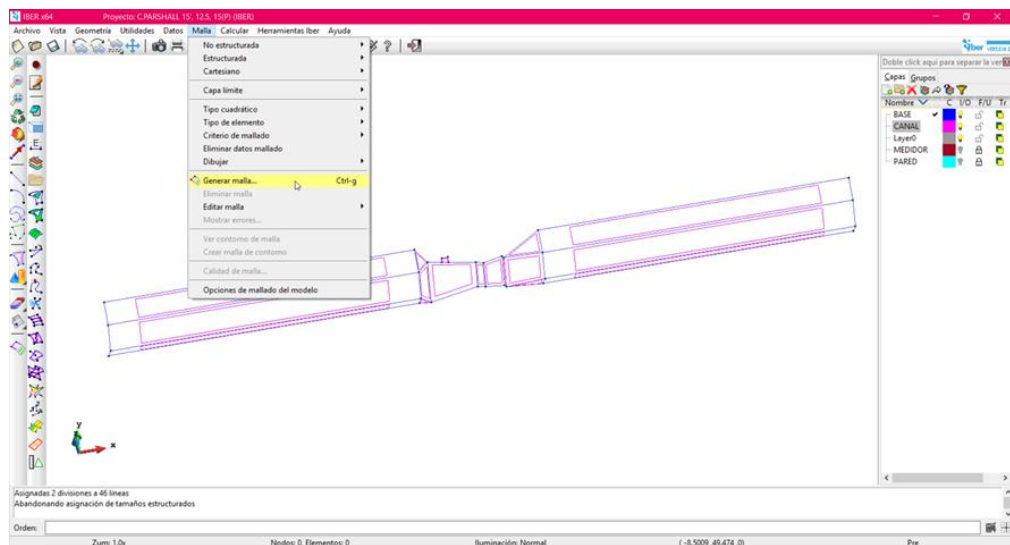 IBER x64 Proyecto: C.PARSHALL 15', 12.5, 15(P) (IBER)
Archivo Vista Geometria Utilidades Datos Malla Calcular Herramientas Iber Ayuda
Iber
Doble click aqui para separar la ver
Capas Grupos
Nombre C I/O F/U Tr
BASE
CANAL
Layer0
MEDIDOR
PARED
No estructurada
Estructurada
Cartesiano
Capa límite
Tipo cuadrático
Tipo de elemento
Criterio de mallado
Eliminar datos mallado
Dibujar
Generar malla... Ctrl-g
Eliminar malla
Editar malla
Mostrar errores...
Ver contorno de malla
Crear malla de contorno
Calidad de malla...
Opciones de mallado del modelo
y
x
Asignadas 2 divisiones a 46 líneas
Abandonando asignación de tamaños estructurados
Orden:
Zum: 1.0x Nodos: 0, Elementos: 0 Iluminación: Normal (-8.5009, 49.474, 0) Pre